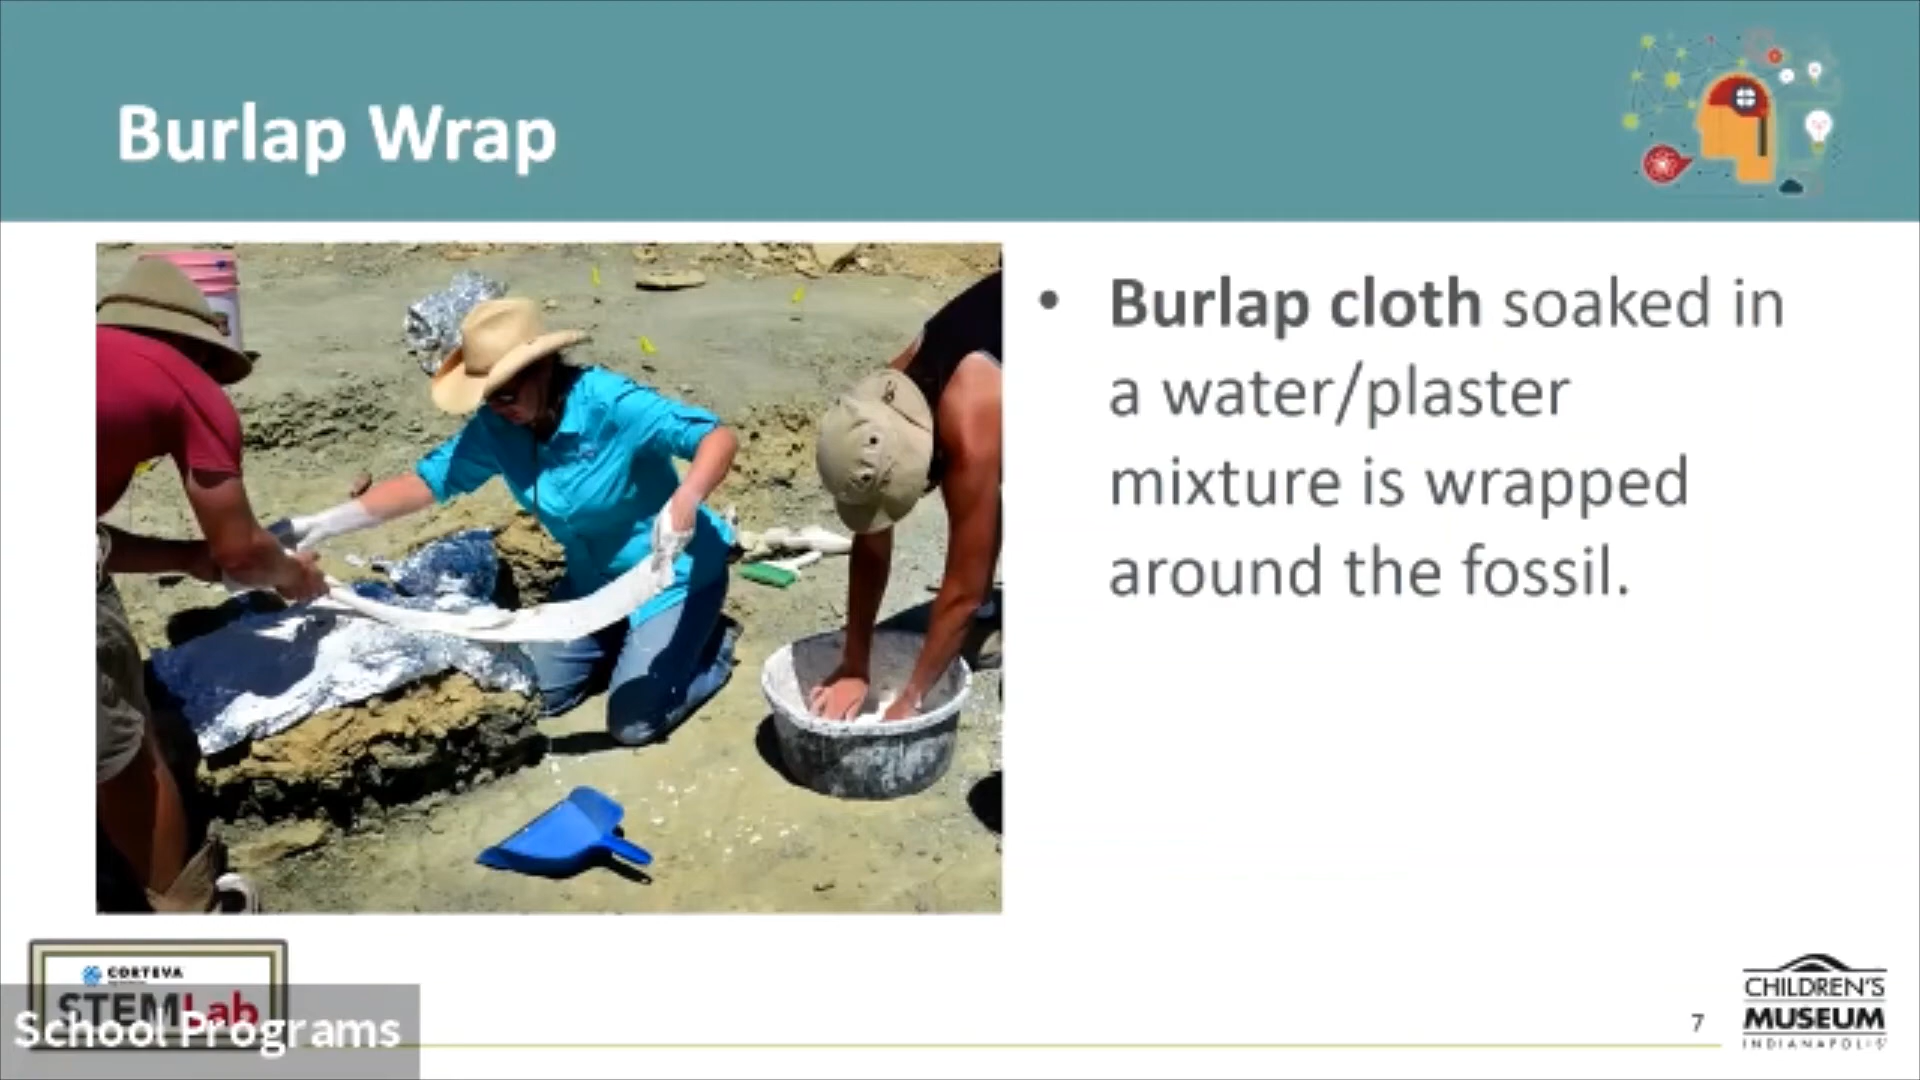 Burlap Wrap
• Burlap cloth soaked in
a water/plaster
mixture is wrapped
around the fossil.
CORTEVA
STEMLab
School Programs
7
CHILDREN'S
MUSEUM
INDIANAPOLIS